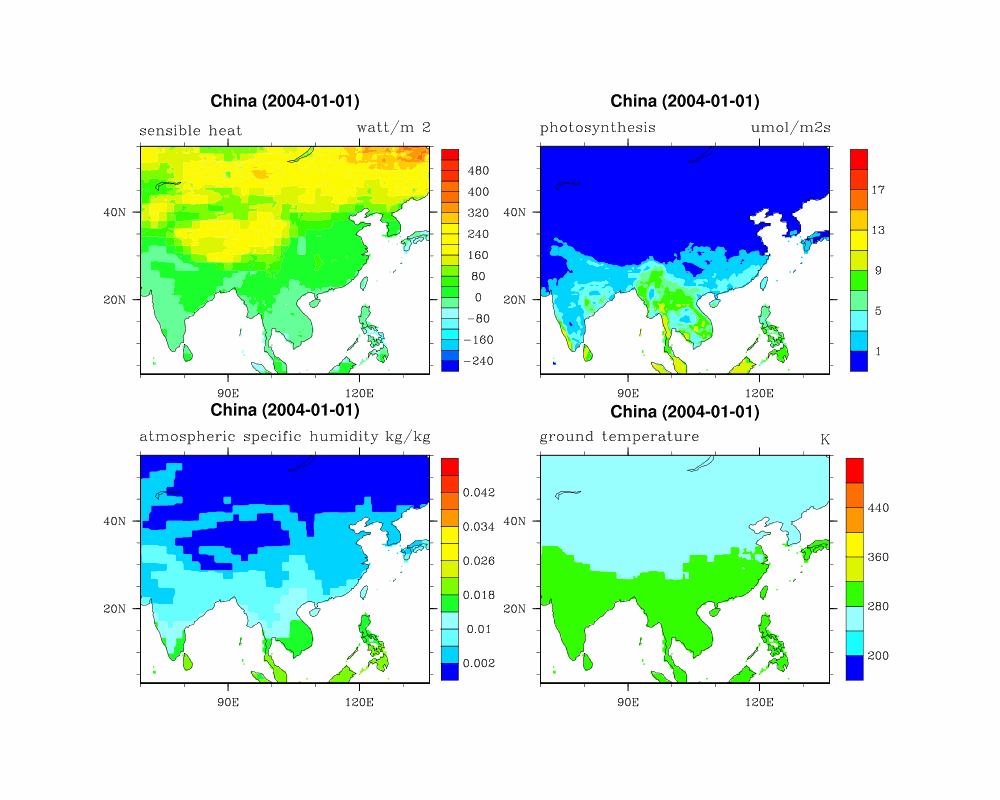 China (2004-01-01)
sensible heat watt/m 2
480
400
320
240
160
80
0
−80
−160
−240
40N
20N
90E 120E
China (2004-01-01)
photosynthesis umol/m2s
17
13
9
5
1
40N
20N
90E 120E
China (2004-01-01)
atmospheric specific humidity kg/kg
0.042
0.034
0.026
0.018
0.01
0.002
40N
20N
90E 120E
China (2004-01-01)
ground temperature K
440
360
280
200
40N
20N
90E 120E